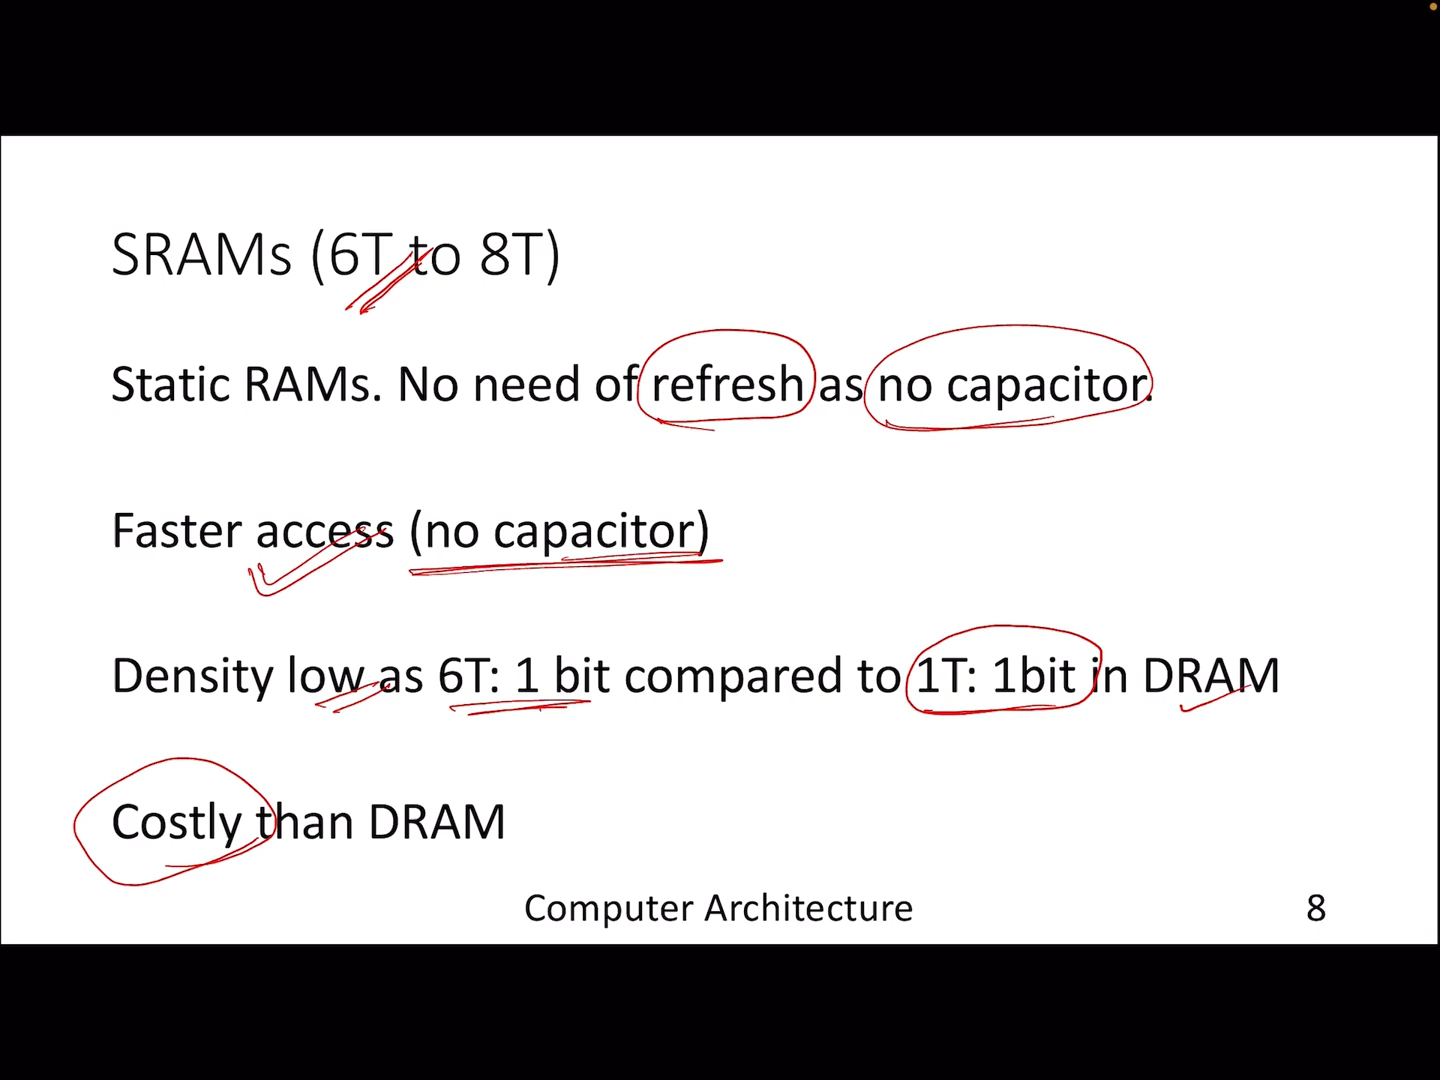 SRAMs (6T to 8T)
Static RAMs. No need of refresh as no capacitor.
Faster access (no capacitor)
Density low as 6T: 1 bit compared to 1T: 1bit in DRAM
Costly than DRAM
Computer Architecture
8